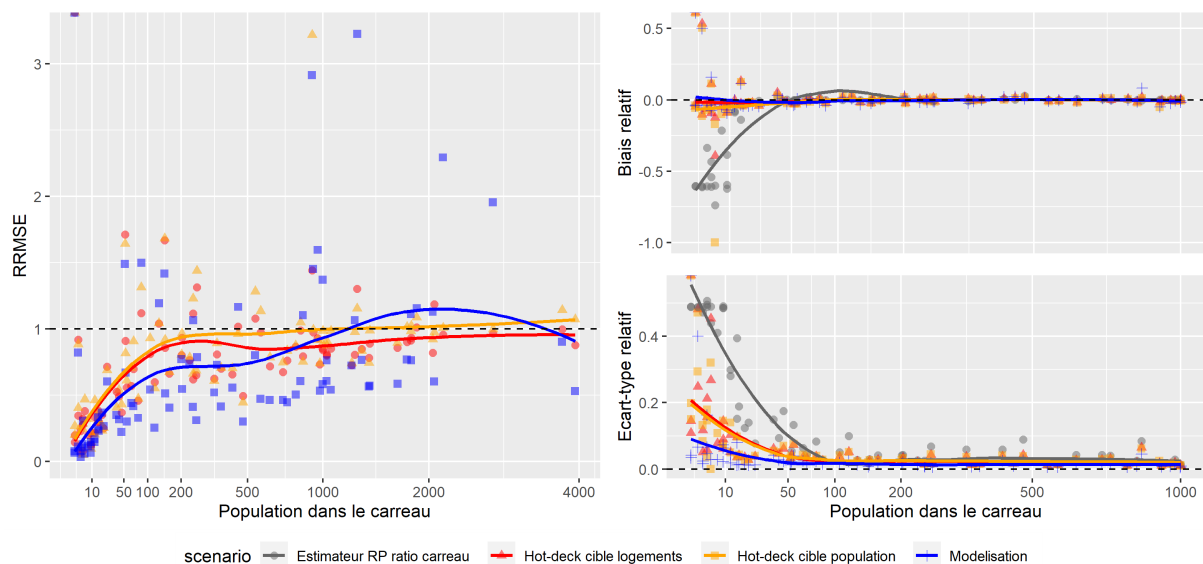 3
2
1
0
RRMSE
10 50 100 200 500 1000 2000 4000
Population dans le carreau
0.5
0.0
-0.5
-1.0
Biais relatif
0.4
0.2
0.0
Ecart-type relatif
10 50 100 200 500 1000
Population dans le carreau
scenario Estimateur RP ratio carreau Hot-deck cible logements Hot-deck cible population Modelisation